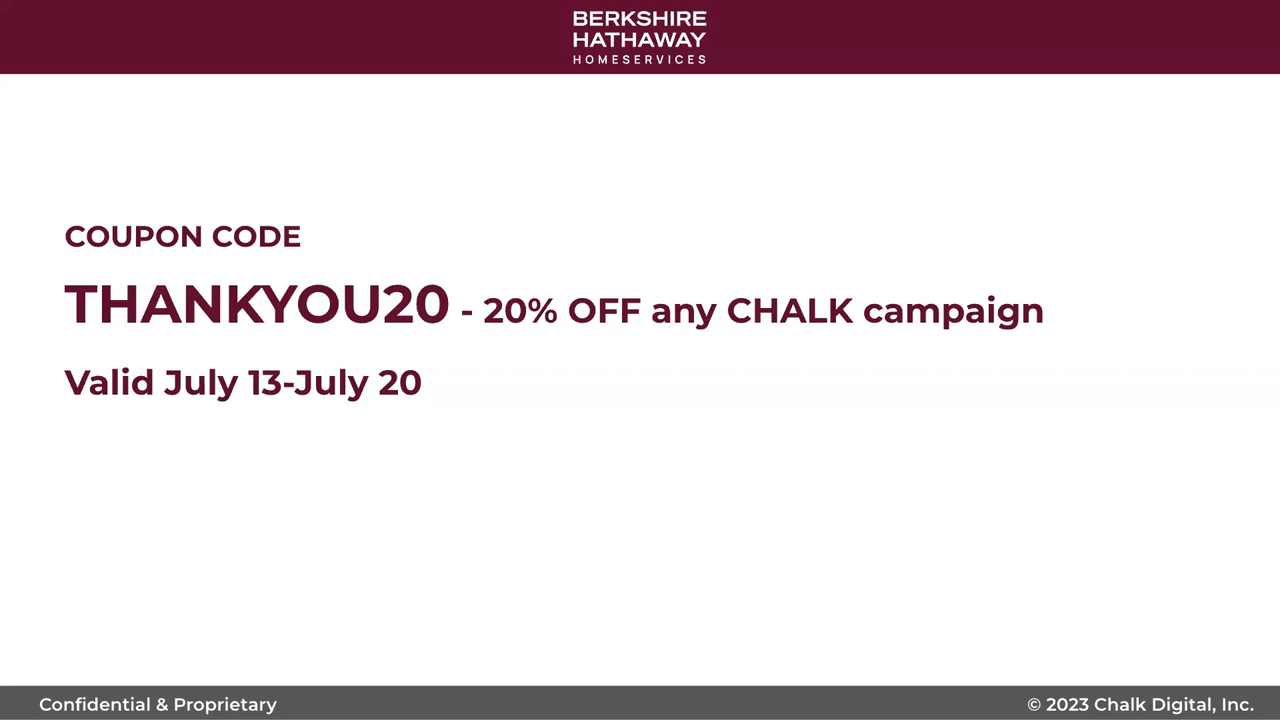 BERKSHIRE
HATHAWAY
HOMESERVICES
COUPON CODE
THANKYOU20 - 20% OFF any CHALK campaign
Valid July 13-July 20
Confidential & Proprietary
© 2023 Chalk Digital, Inc.